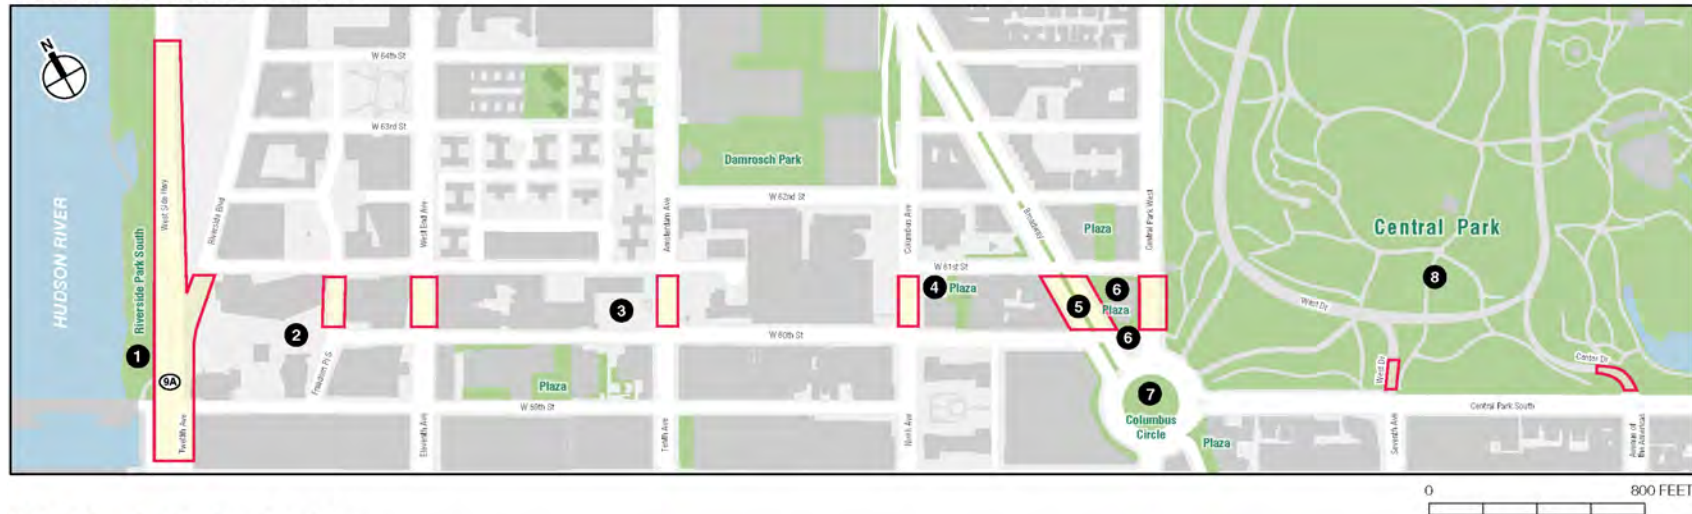 N
HUDSON RIVER
Riverside Park South
West Side Hwy
Riverside Blvd
W 64th St
W 63rd St
West End Ave
Amsterdam Ave
Damrosch Park
W 62nd St
Columbus Ave
Broadway
Plaza
Central Park West
Central Park
W 61st St
Plaza
Plaza
West Dr
1
2
3
4
5
6
6
7
8
W 60th St
Freedom Pl S
9A
Plaza
W 59th St
Columbus
Circle
Plaza
West Dr
Center Dr
Central Park South
Twelfth Ave
Eleventh Ave
Tenth Ave
Ninth Ave
Seventh Ave
Avenue of
the Americas
0
800 FEET